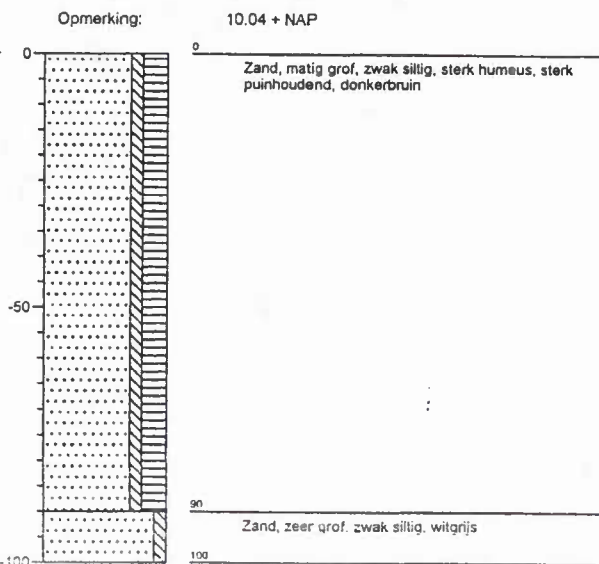 Opmerking: 10.04 + NAP
0
0
Zand, matig grof, zwak siltig, sterk humeus, sterk
puinhoudend, donkerbruin
-50
90
Zand, zeer grof, zwak siltig, witgrijs
-100
100